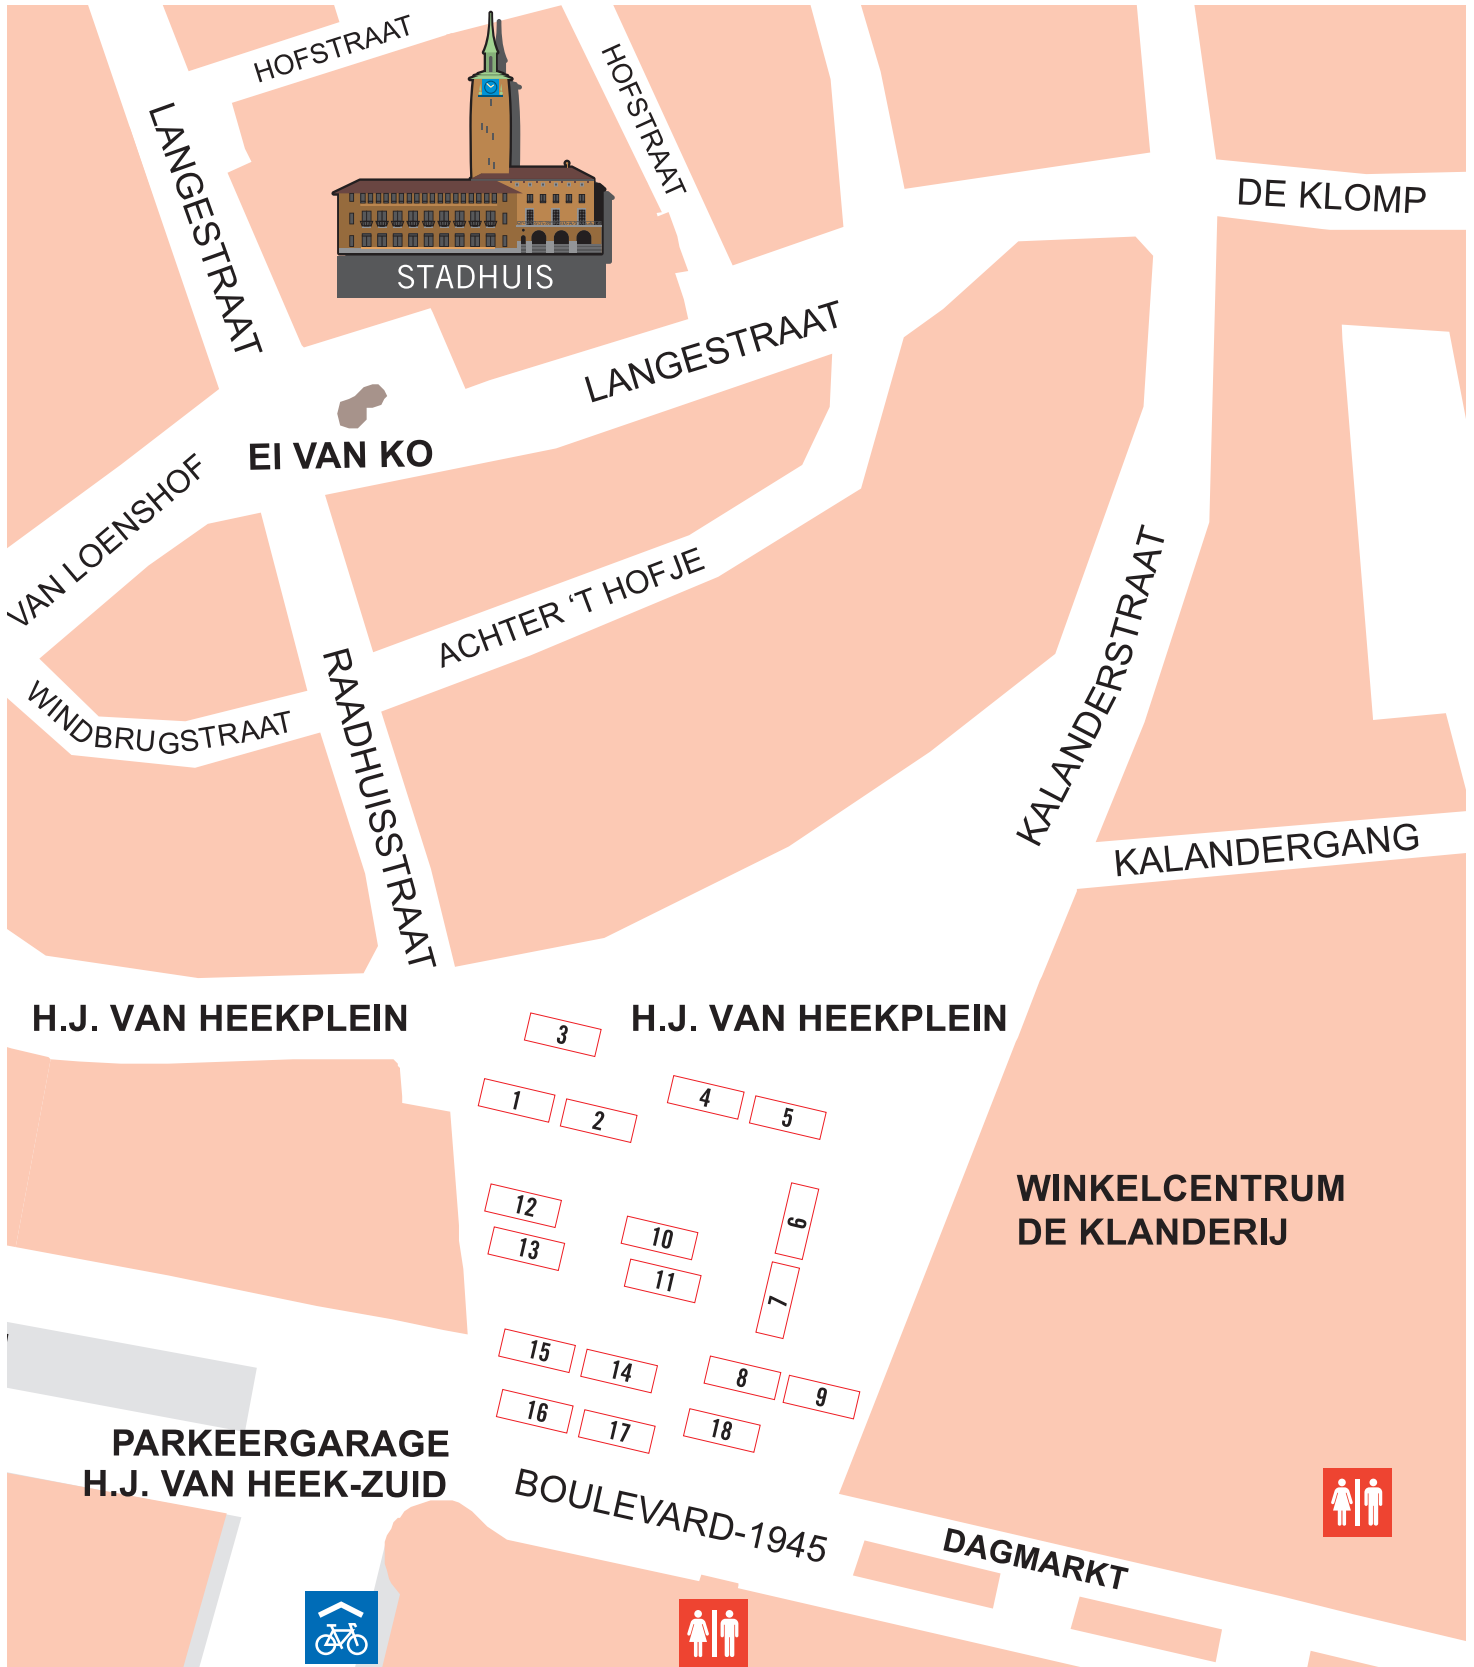 HOFSTRAAT
HOFSTRAAT
LANGESTRAAT
DE KLOMP
STADHUIS
LANGESTRAAT
EI VAN KO
VAN LOENSHOF
ACHTER ‘T HOFJE
KALANDERSTRAAT
WINDBRUGSTRAAT
RAADHUISSTRAAT
KALANDERGANG
H.J. VAN HEEKPLEIN
H.J. VAN HEEKPLEIN
3
1
2
4
5
WINKELCENTRUM
DE KLANDERIJ
12
13
10
11
6
7
15
14
8
9
16
17
18
PARKEERGARAGE
H.J. VAN HEEK-ZUID
BOULEVARD-1945
DAGMARKT